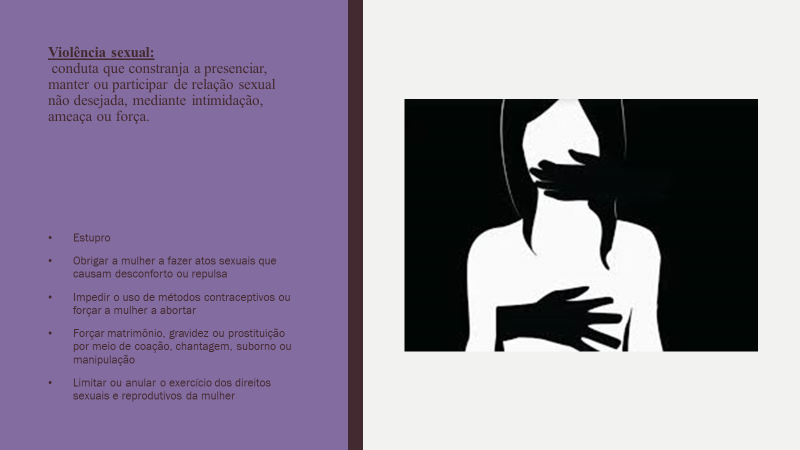 Violência sexual:
conduta que constranja a presenciar,
manter ou participar de relação sexual
não desejada, mediante intimidação,
ameaça ou força.
• Estupro
• Obrigar a mulher a fazer atos sexuais que
causam desconforto ou repulsa
• Impedir o uso de métodos contraceptivos ou
forçar a mulher a abortar
• Forçar matrimônio, gravidez ou prostituição
por meio de coação, chantagem, suborno ou
manipulação
• Limitar ou anular o exercício dos direitos
sexuais e reprodutivos da mulher